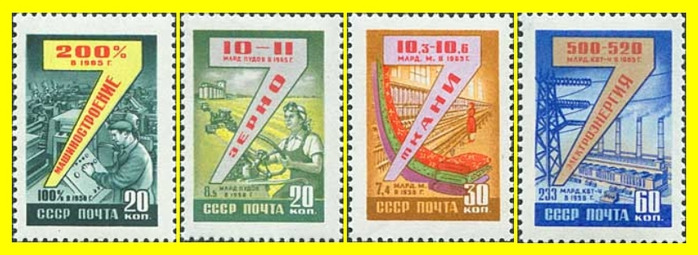 200%
В 1965 Г.
МАШИНОСТРОЕНИЕ
100% В 1958 Г.
20
КОП.
СССР ПОЧТА
10–11
МЛРД. ПУДОВ В 1965 Г.
ЗЕРНО
8,5
МЛРД. ПУДОВ
В 1958 Г.
20
КОП.
СССР ПОЧТА
10,3-10,6
МЛРД. М. В 1965 Г.
ТКАНИ
7,4
МЛРД. М.
В 1958 Г.
30
КОП.
СССР ПОЧТА
500-520
МЛРД. КВТ-Ч В 1965 Г.
ЭЛЕКТРОЭНЕРГИЯ
233
МЛРД. КВТ-Ч
В 1958 Г.
60
КОП.
СССР ПОЧТА